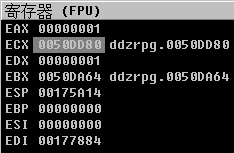 寄存器 (FPU)
EAX 00000001
ECX 0050DD80 ddzrpg.0050DD80
EDX 00000001
EBX 0050DA64 ddzrpg.0050DA64
ESP 00175A14
EBP 00000000
ESI 00000000
EDI 00177884